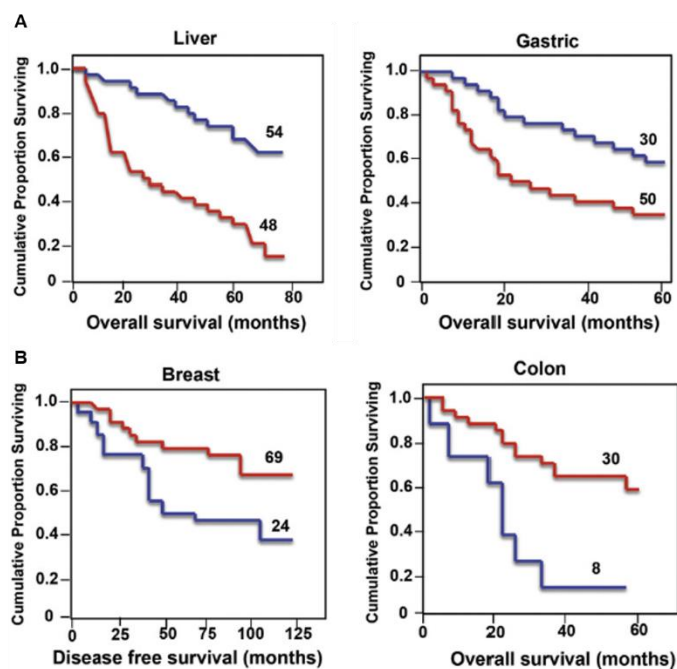 A
Liver
Cumulative Proportion Surviving
1.0
0.8
0.6
0.4
0.2
0
54
48
0 20 40 60 80
Overall survival (months)
Gastric
Cumulative Proportion Surviving
1.0
0.8
0.6
0.4
0.2
0
30
50
0 20 40 60
Overall survival (months)
B
Breast
Cumulative Proportion Surviving
1.0
0.8
0.6
0.4
0.2
0
69
24
0 25 50 75 100 125
Disease free survival (months)
Colon
Cumulative Proportion Surviving
1.0
0.8
0.6
0.4
0.2
0
30
8
0 20 40 60
Overall survival (months)